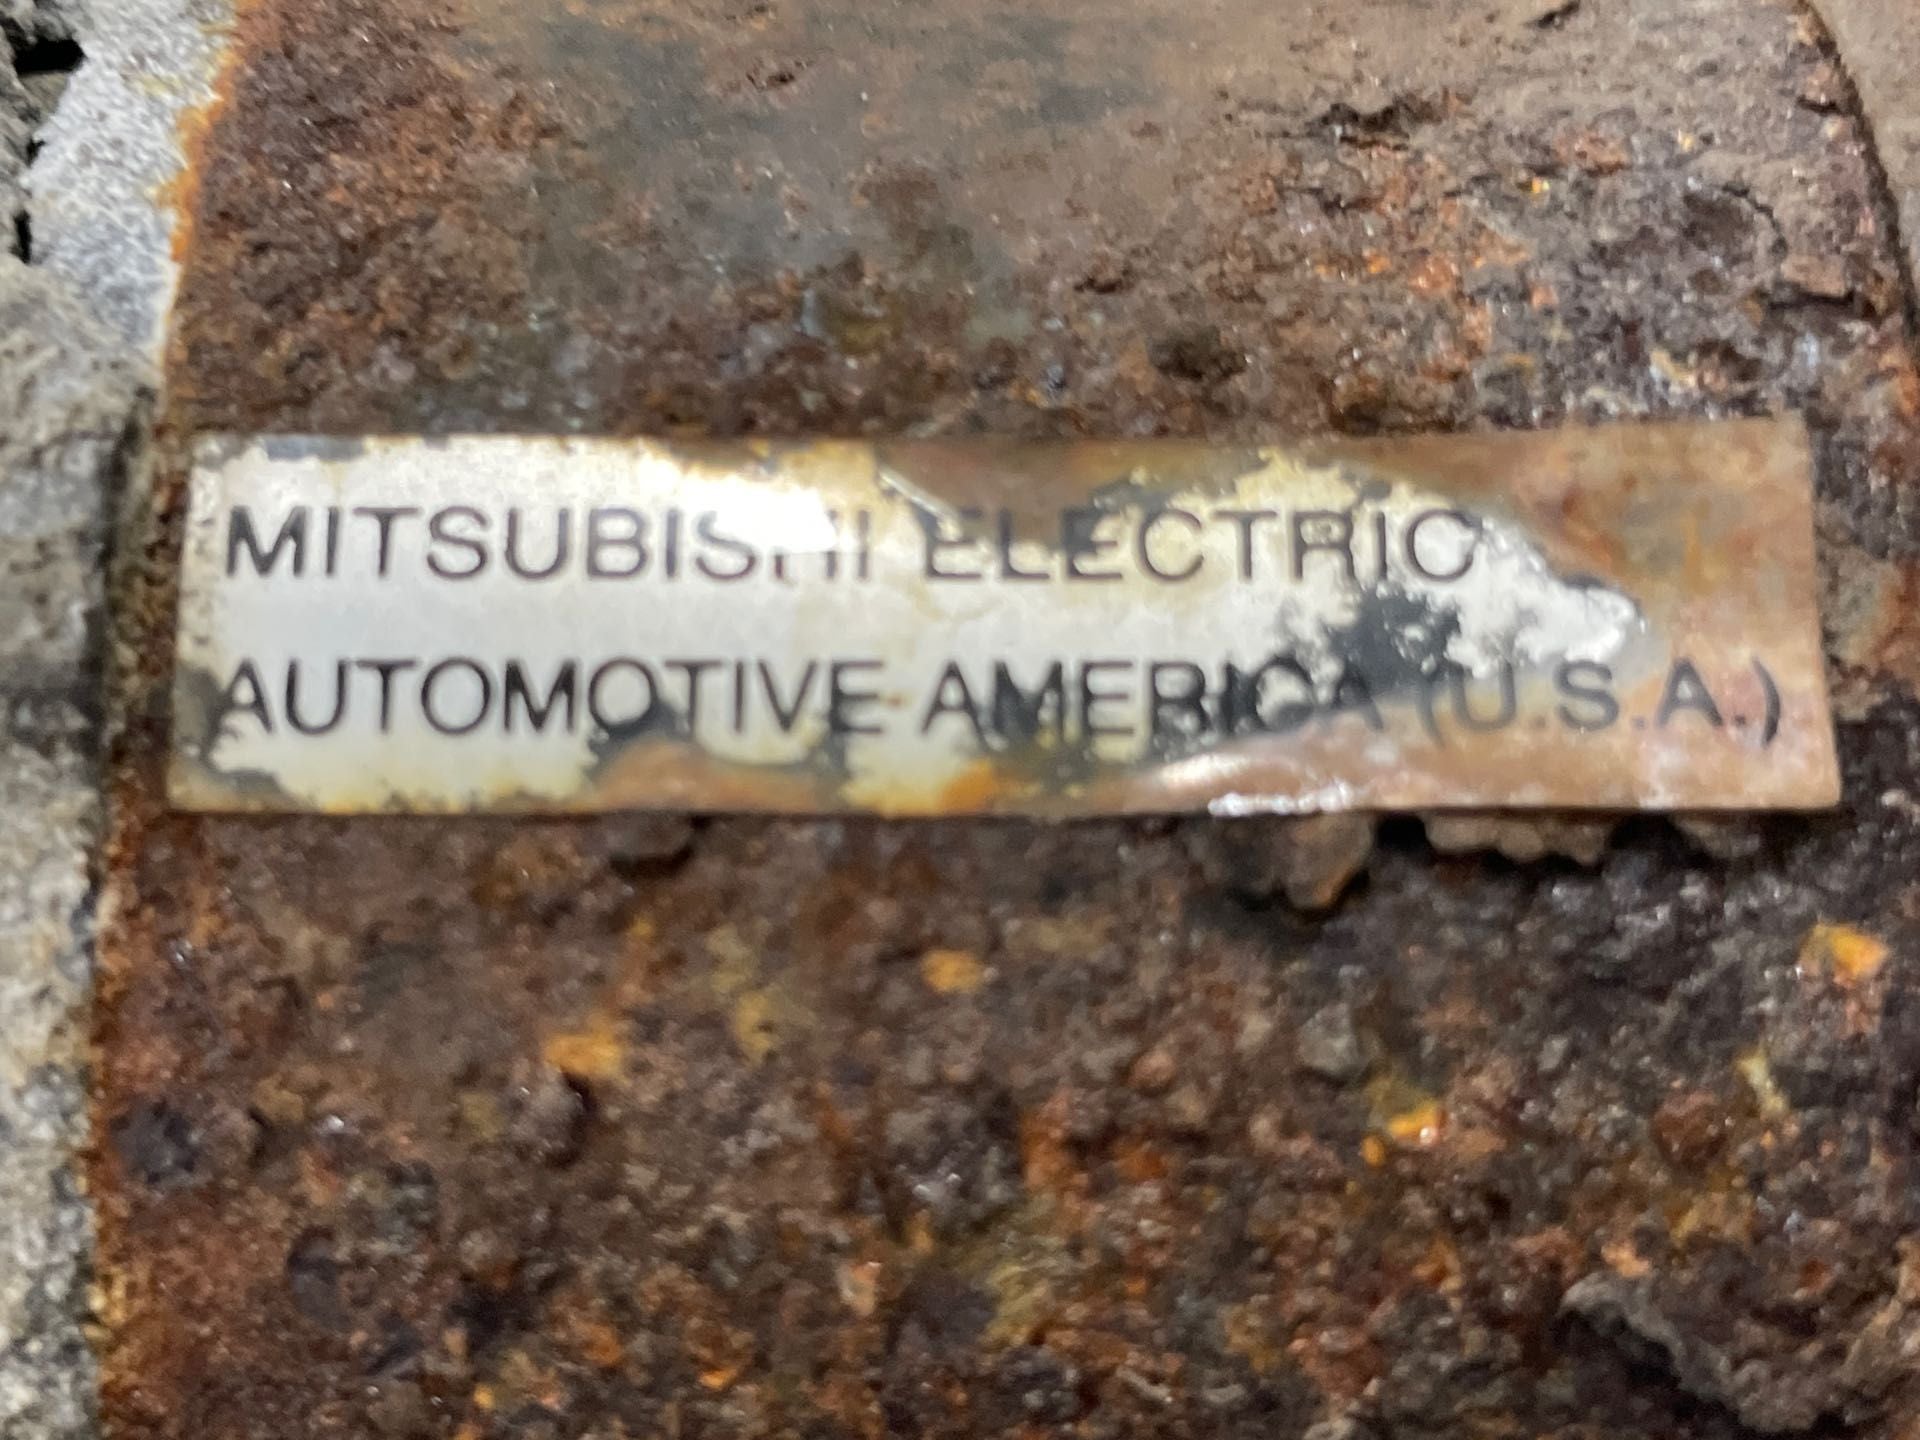 MITSUBISHI ELECTRIC
AUTOMOTIVE AMERICA (U.S.A.)